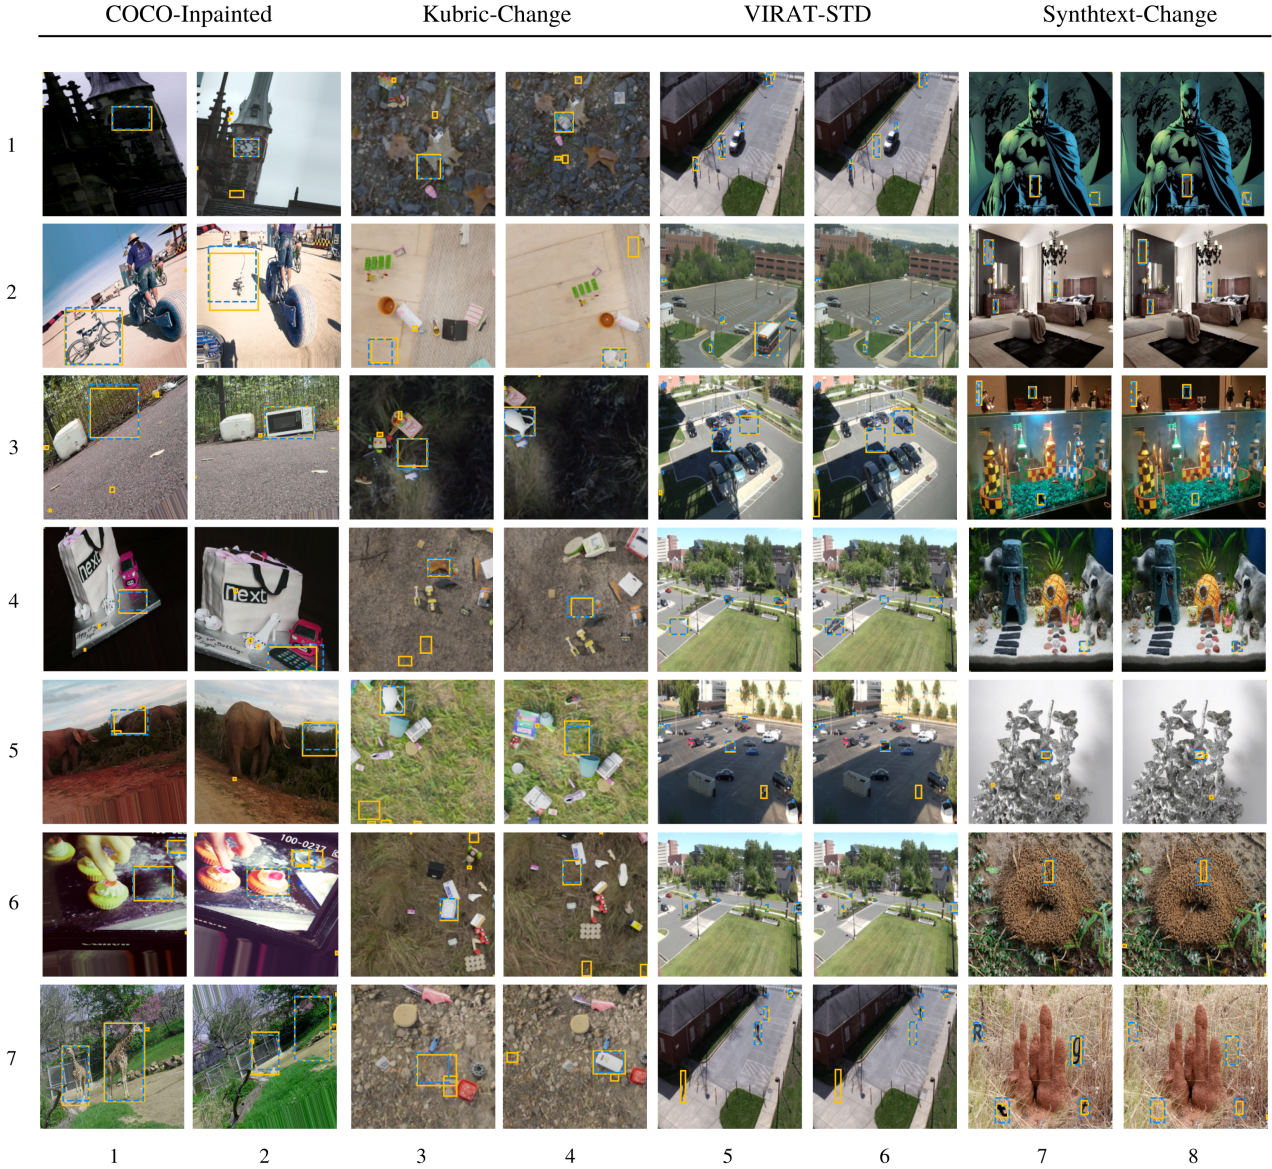 COCO-Inpainted Kubric-Change VIRAT-STD Synthtext-Change
1
2
3
next
4
next
5
100-0237
6
R
g
t
7
1 2 3 4 5 6 7 8